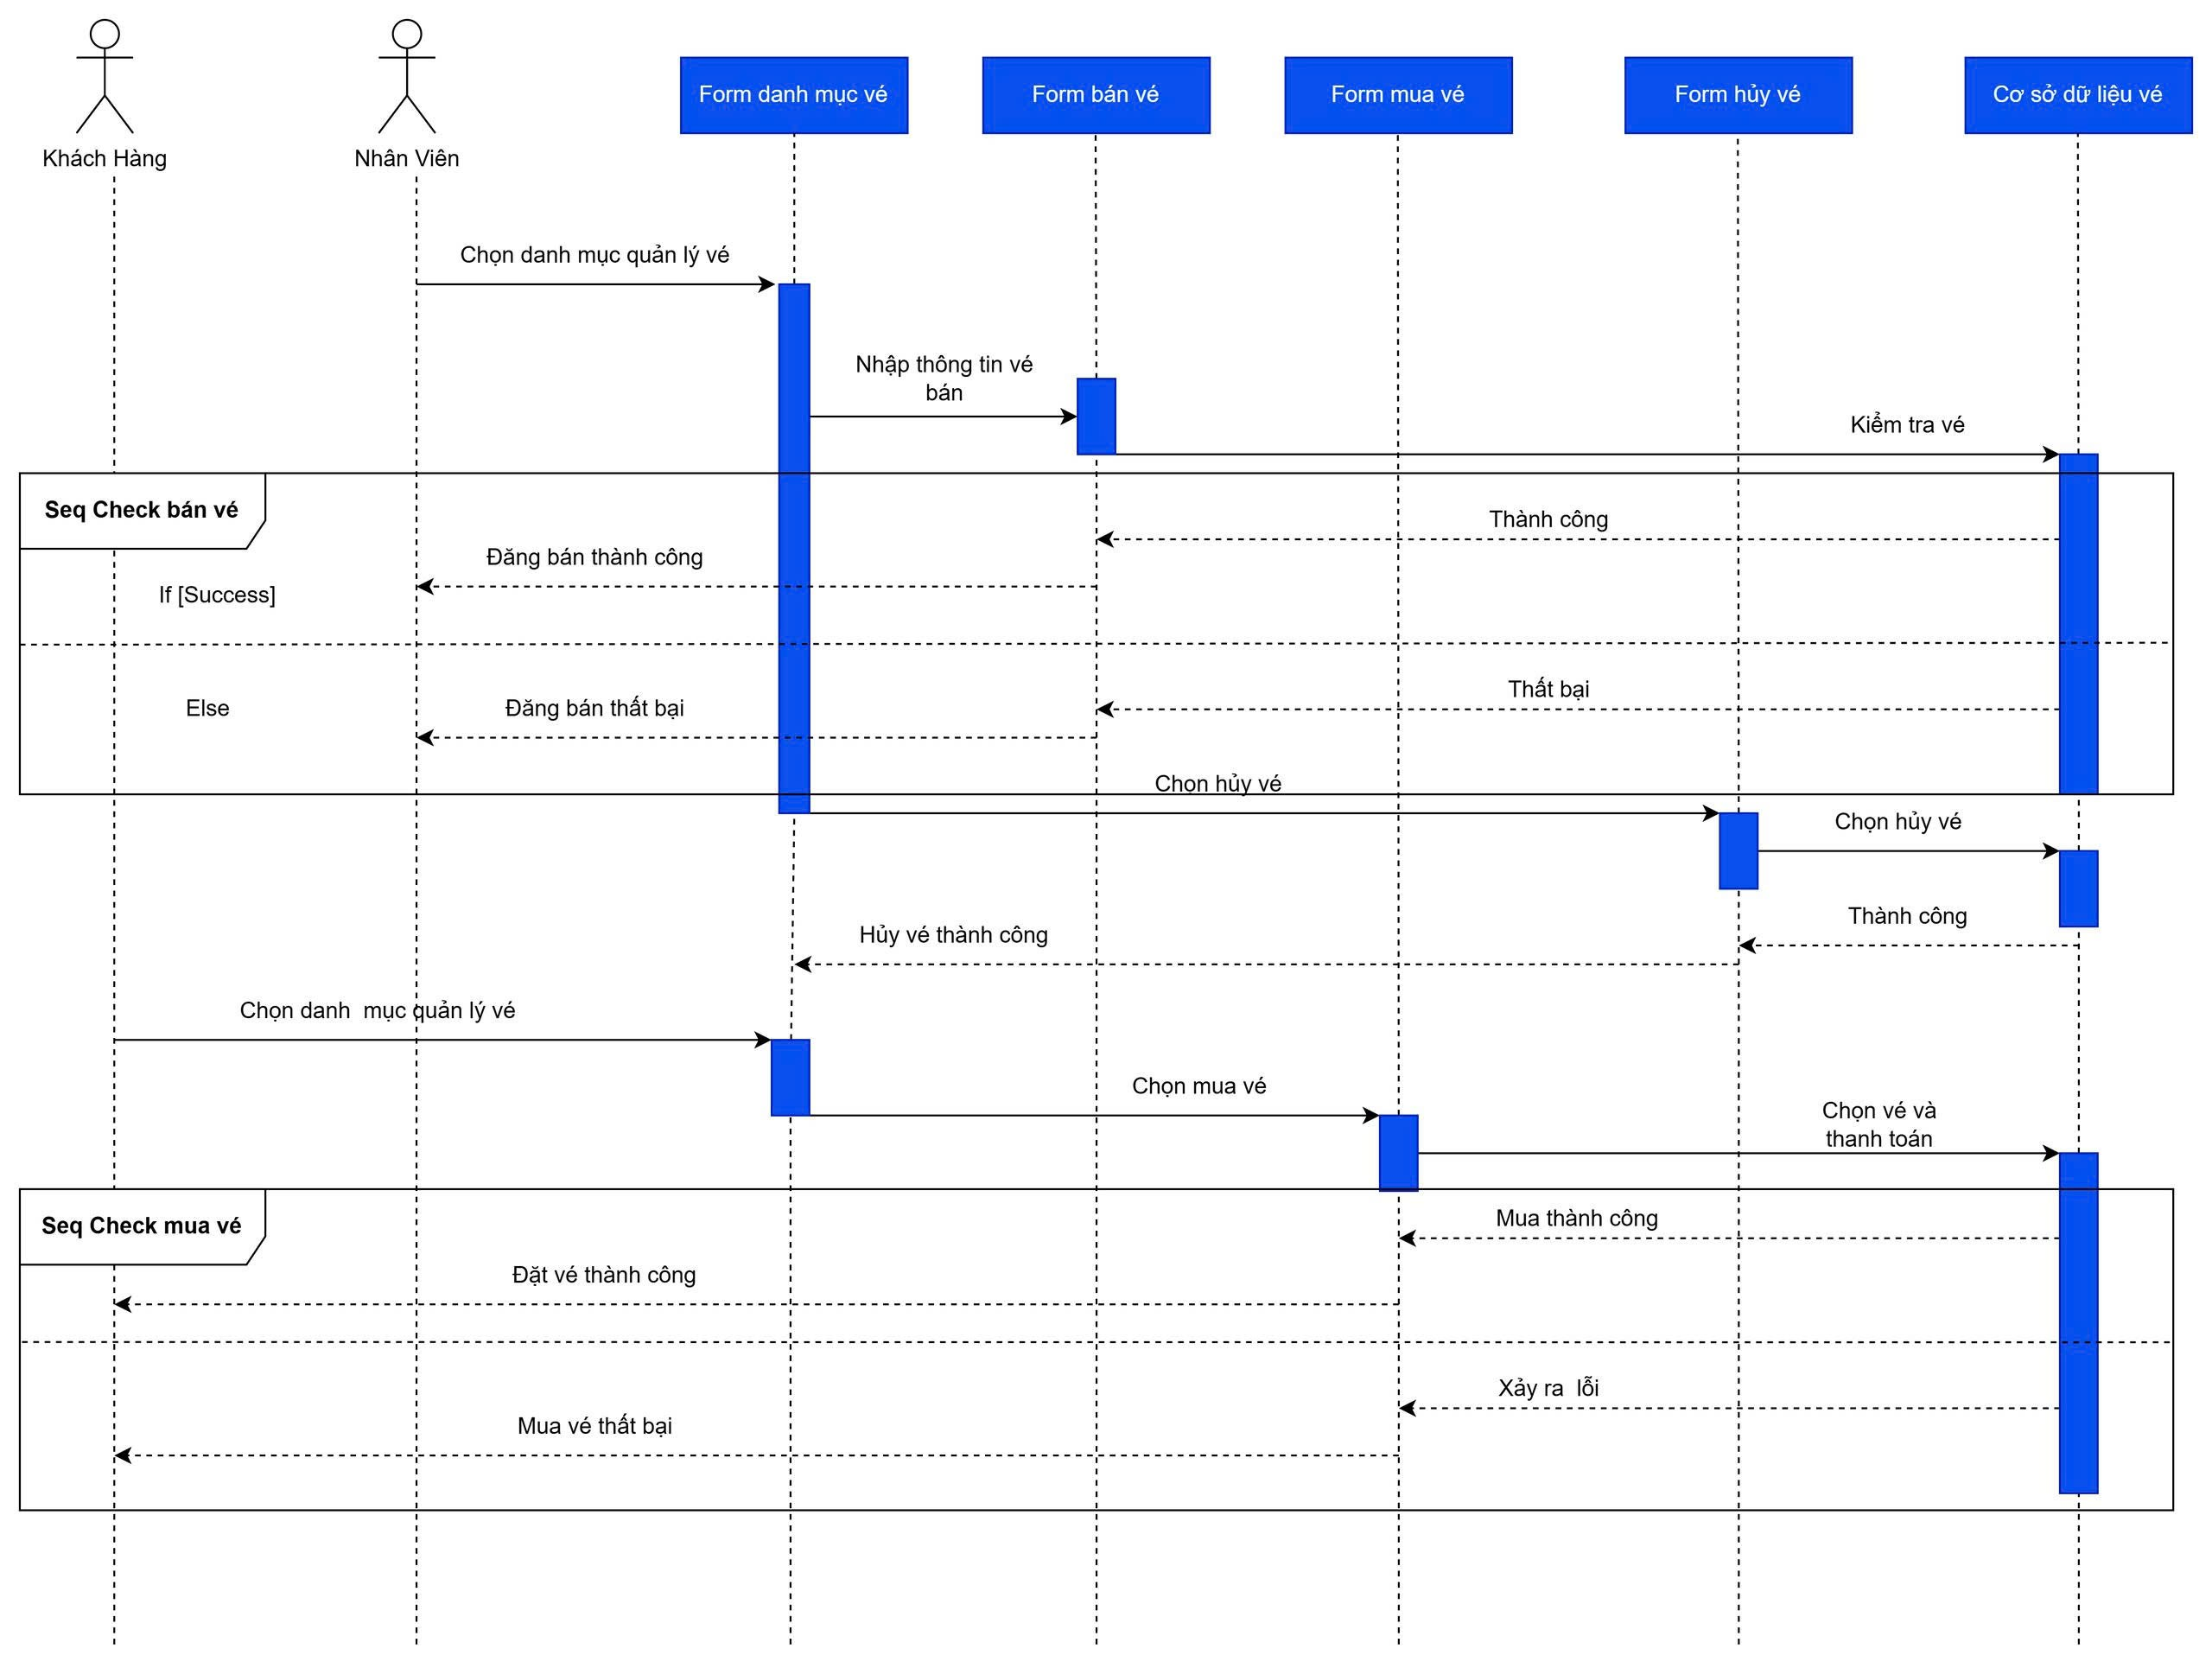 Khách Hàng
Nhân Viên
Form danh mục vé
Form bán vé
Form mua vé
Form hủy vé
Cơ sở dữ liệu vé
Chọn danh mục quản lý vé
Nhập thông tin vé
bán
Kiểm tra vé
Seq Check bán vé
Thành công
Đăng bán thành công
If [Success]
Thất bại
Else
Đăng bán thất bại
Chọn hủy vé
Chọn hủy vé
Thành công
Hủy vé thành công
Chọn danh  mục quản lý vé
Chọn mua vé
Chọn vé và
thanh toán
Seq Check mua vé
Mua thành công
Đặt vé thành công
Xảy ra  lỗi
Mua vé thất bại